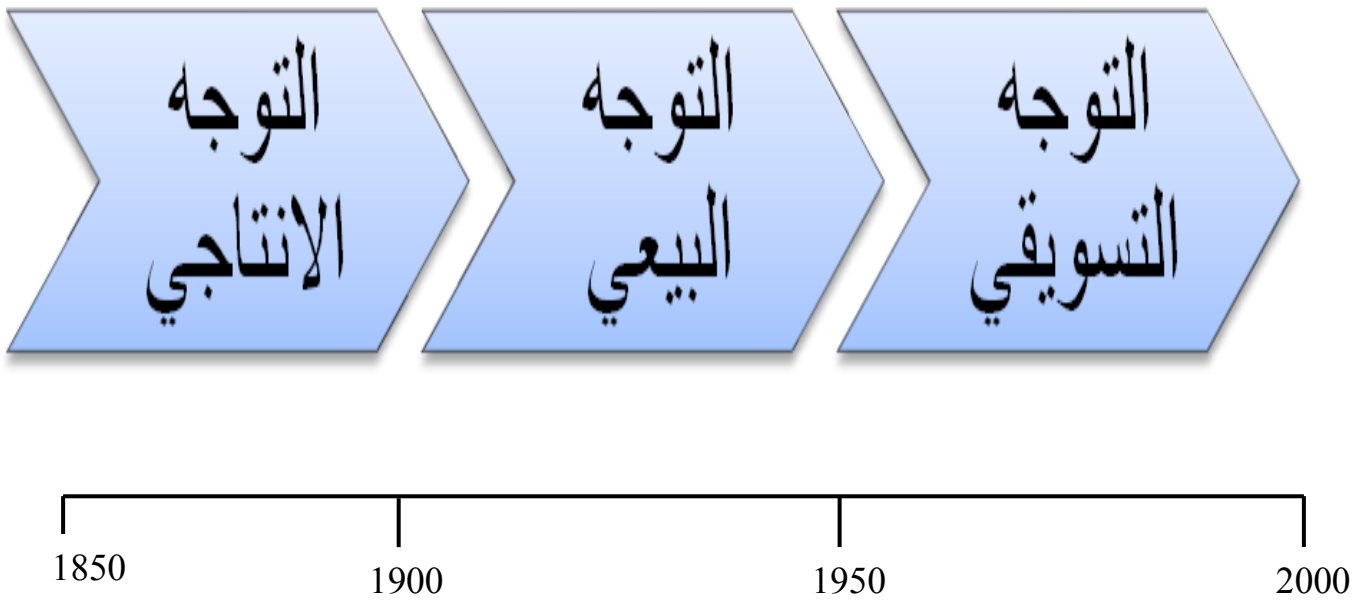 التوجه
الانتاجي
التوجه
البيعي
التوجه
التسويقي
1850
1900
1950
2000